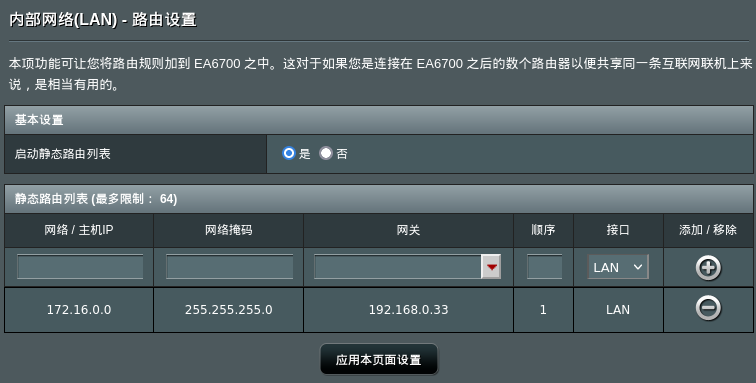 内部网络(LAN) - 路由设置
本项功能可让您将路由规则加到 EA6700 之中。这对于如果您是连接在 EA6700 之后的数个路由器以便共享同一条互联网联机上来
说，是相当有用的。
基本设置
启动静态路由列表 是 否
静态路由列表 (最多限制： 64)
网络 / 主机IP 网络掩码 网关 顺序 接口 添加 / 移除
LAN
172.16.0.0 255.255.255.0 192.168.0.33 1 LAN
应用本页面设置